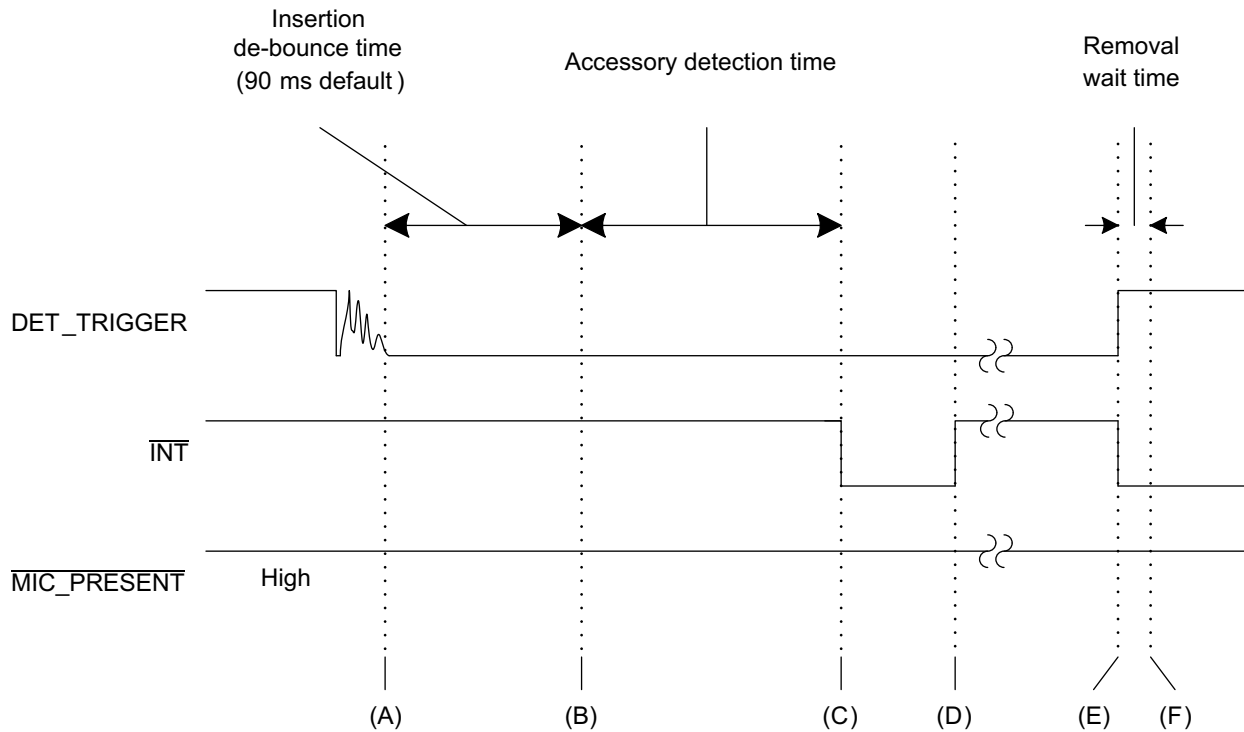 Insertion
de-bounce time
(90 ms default)
Accessory detection time
Removal
wait time
DET_TRIGGER
INT
MIC_PRESENT
High
(A)
(B)
(C)
(D)
(E)
(F)